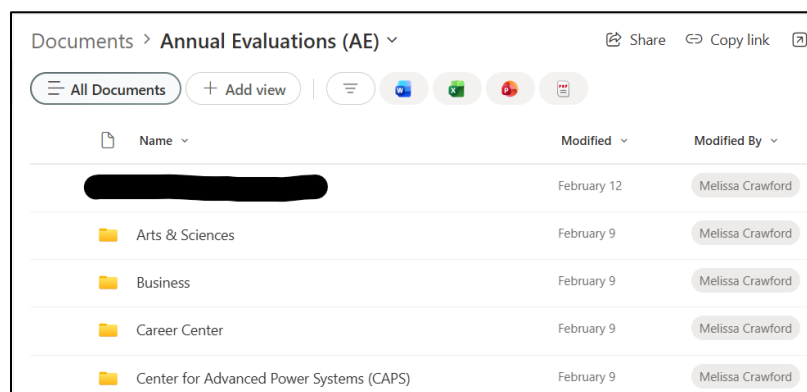 Documents > Annual Evaluations (AE)
Share Copy link
All Documents + Add view
Name Modified Modified By
February 12 Melissa Crawford
Arts & Sciences February 9 Melissa Crawford
Business February 9 Melissa Crawford
Career Center February 9 Melissa Crawford
Center for Advanced Power Systems (CAPS) February 9 Melissa Crawford